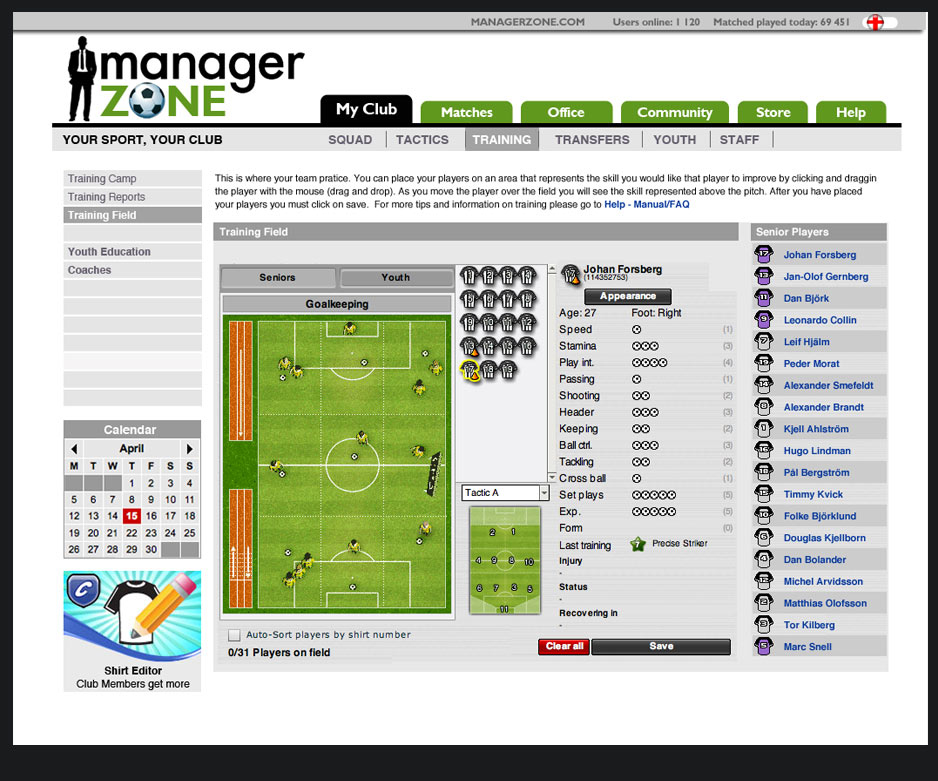 MANAGERZONE.COM Users online: 1 120 Matched played today: 69 451
manager
ZONE
My Club Matches Office Community Store Help
YOUR SPORT, YOUR CLUB SQUAD TACTICS TRAINING TRANSFERS YOUTH STAFF
Training Camp
Training Reports
Training Field
Youth Education
Coaches
This is where your team pratice. You can place your players on an area that represents the skill you would like that player to improve by clicking and draggin
the player with the mouse (drag and drop). As you move the player over the field you will see the skill represented above the pitch. After you have placed
your players you must click on save. For more tips and information on training please go to Help - Manual/FAQ
Training Field
Seniors Youth
Goalkeeping
Johan Forsberg
(114352753)
Appearance
Age: 27 Foot: Right
Speed (1)
Stamina (3)
Play int. (4)
Passing (1)
Shooting (2)
Header (3)
Keeping (2)
Ball ctrl. (3)
Tackling (2)
Cross ball (1)
Set plays (5)
Exp. (5)
Form (0)
Last training 7 Precise Striker
Injury
-
Status
-
Recovering in
-
Tactic A
2 1
4 9 8 10
6 7 3 5
11
Auto-Sort players by shirt number
0/31 Players on field
Clear all Save
Senior Players
Johan Forsberg
Jan-Olof Gernberg
Dan Björk
Leonardo Collin
Leif Hjälm
Peder Morat
Alexander Smefeldt
Alexander Brandt
Kjell Ahlström
Hugo Lindman
Pål Bergström
Timmy Kvick
Folke Björklund
Douglas Kjellborn
Dan Bolander
Michel Arvidsson
Matthias Olofsson
Tor Kilberg
Marc Snell
Calendar
April
M T W T F S S
1 2 3 4
5 6 7 8 9 10 11
12 13 14 15 16 17 18
19 20 21 22 23 24 25
26 27 28 29 30
C
Shirt Editor
Club Members get more